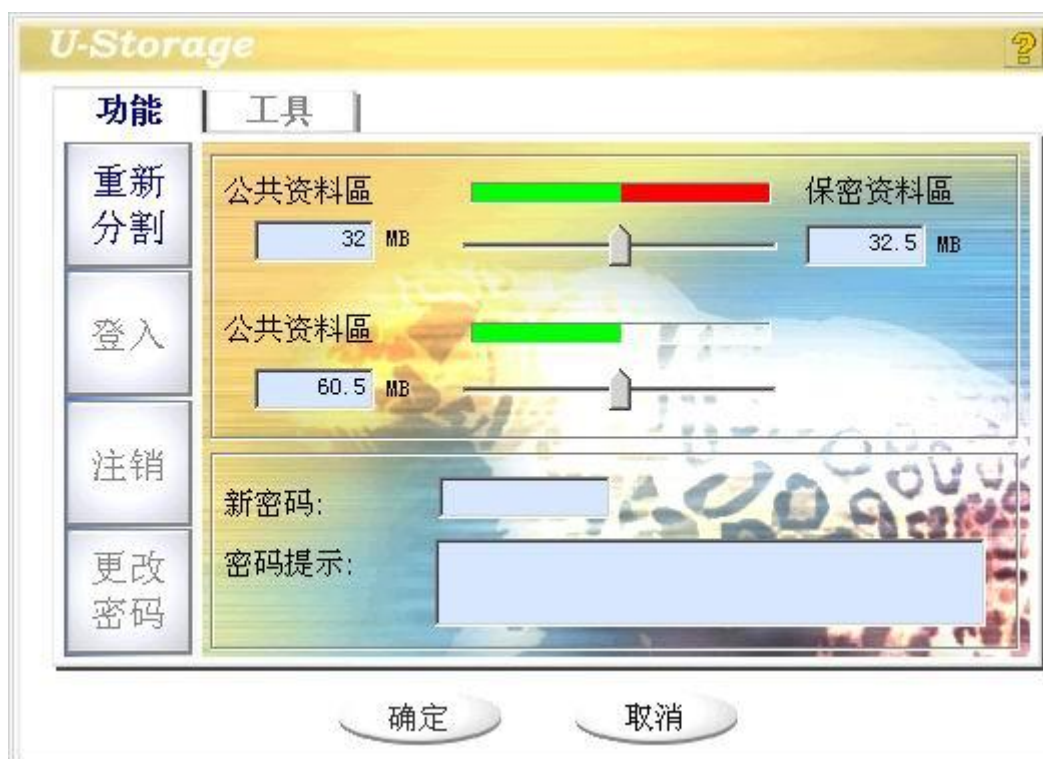 U-Storage
?
功能 工具
重新
分割
登入
注销
更改
密码
公共资料區 保密资料區
32 MB 32.5 MB
公共资料區
60.5 MB
新密码:
密码提示:
确定 取消